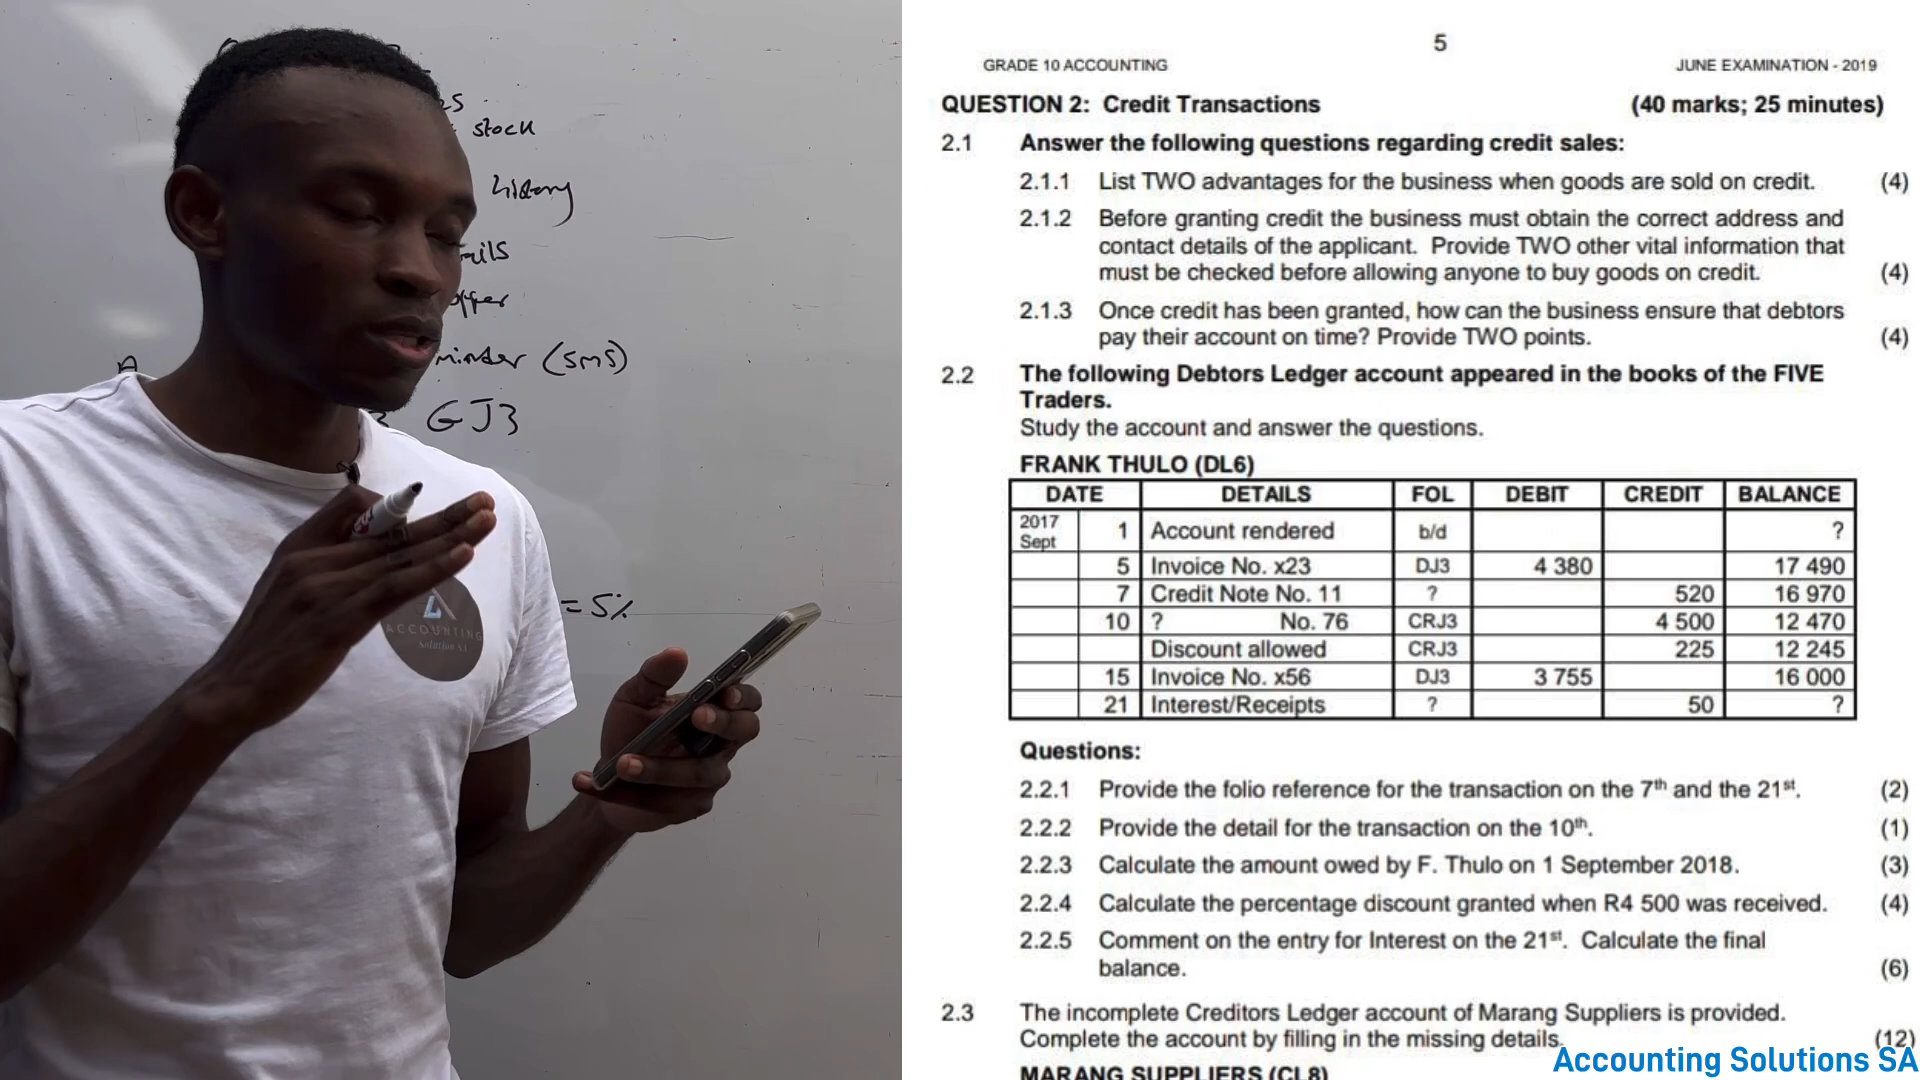 es
stock
history
ails
offer
minder (sms)
A
GJ3
= 5%
ACCOUNTING
Solution SA
5
GRADE 10 ACCOUNTING JUNE EXAMINATION - 2019
QUESTION 2: Credit Transactions (40 marks; 25 minutes)
2.1 Answer the following questions regarding credit sales:
2.1.1 List TWO advantages for the business when goods are sold on credit. (4)
2.1.2 Before granting credit the business must obtain the correct address and
contact details of the applicant. Provide TWO other vital information that
must be checked before allowing anyone to buy goods on credit. (4)
2.1.3 Once credit has been granted, how can the business ensure that debtors
pay their account on time? Provide TWO points. (4)
2.2 The following Debtors Ledger account appeared in the books of the FIVE
Traders.
Study the account and answer the questions.
FRANK THULO (DL6)
DATE DETAILS FOL DEBIT CREDIT BALANCE
2017
Sept 1 Account rendered b/d ?
5 Invoice No. x23 DJ3 4 380 17 490
7 Credit Note No. 11 ? 520 16 970
10 ? No. 76 CRJ3 4 500 12 470
Discount allowed CRJ3 225 12 245
15 Invoice No. x56 DJ3 3 755 16 000
21 Interest/Receipts ? 50 ?
Questions:
2.2.1 Provide the folio reference for the transaction on the 7th and the 21st. (2)
2.2.2 Provide the detail for the transaction on the 10th. (1)
2.2.3 Calculate the amount owed by F. Thulo on 1 September 2018. (3)
2.2.4 Calculate the percentage discount granted when R4 500 was received. (4)
2.2.5 Comment on the entry for Interest on the 21st. Calculate the final
balance. (6)
2.3 The incomplete Creditors Ledger account of Marang Suppliers is provided.
Complete the account by filling in the missing details. (12)
MARANG SUPPLIERS (CL8)
Accounting Solutions SA